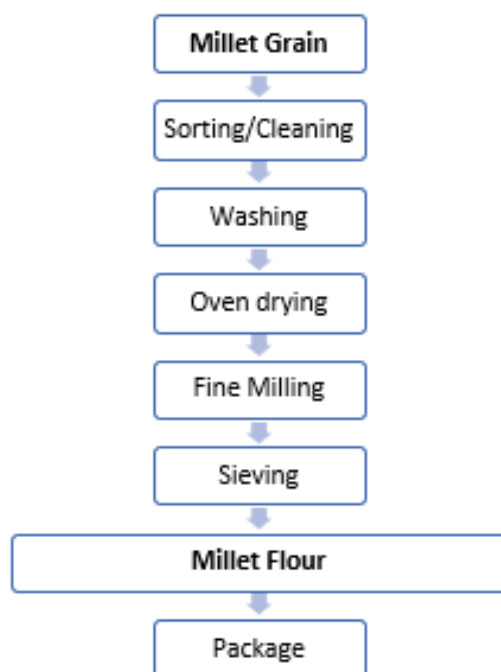 Millet Grain
Sorting/Cleaning
Washing
Oven drying
Fine Milling
Sieving
Millet Flour
Package